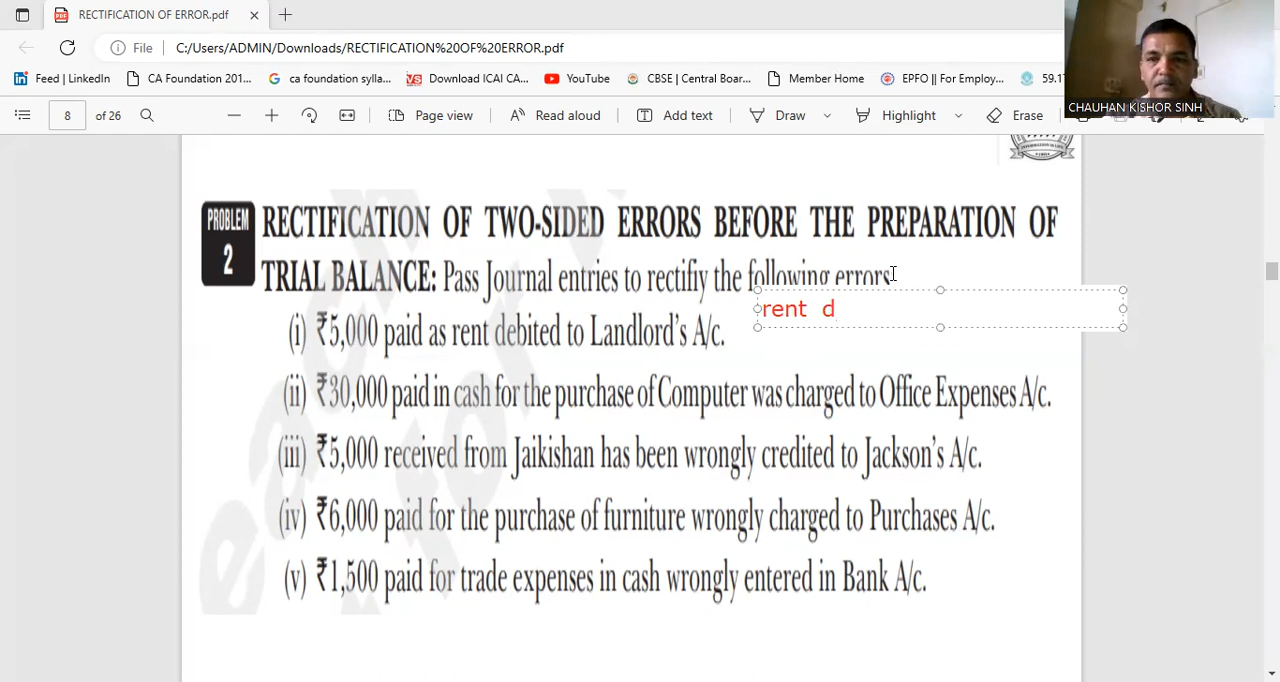 RECTIFICATION OF ERROR.pdf
File C:/Users/ADMIN/Downloads/RECTIFICATION%20OF%20ERROR.pdf
Feed | LinkedIn CA Foundation 201... ca foundation sylla... Download ICAI CA... YouTube CBSE | Central Boar... Member Home EPFO || For Employ... 59.1
CHAUHAN KISHOR SINH
8 of 26 Page view Read aloud Add text Draw Highlight Erase
PROBLEM 2
RECTIFICATION OF TWO-SIDED ERRORS BEFORE THE PREPARATION OF
TRIAL BALANCE: Pass Journal entries to rectifiy the following errors
rent d
(i) ₹5,000 paid as rent debited to Landlord's A/c.
(ii) ₹30,000 paid in cash for the purchase of Computer was charged to Office Expenses A/c.
(iii) ₹5,000 received from Jaikishan has been wrongly credited to Jackson's A/c.
(iv) ₹6,000 paid for the purchase of furniture wrongly charged to Purchases A/c.
(v) ₹1,500 paid for trade expenses in cash wrongly entered in Bank A/c.